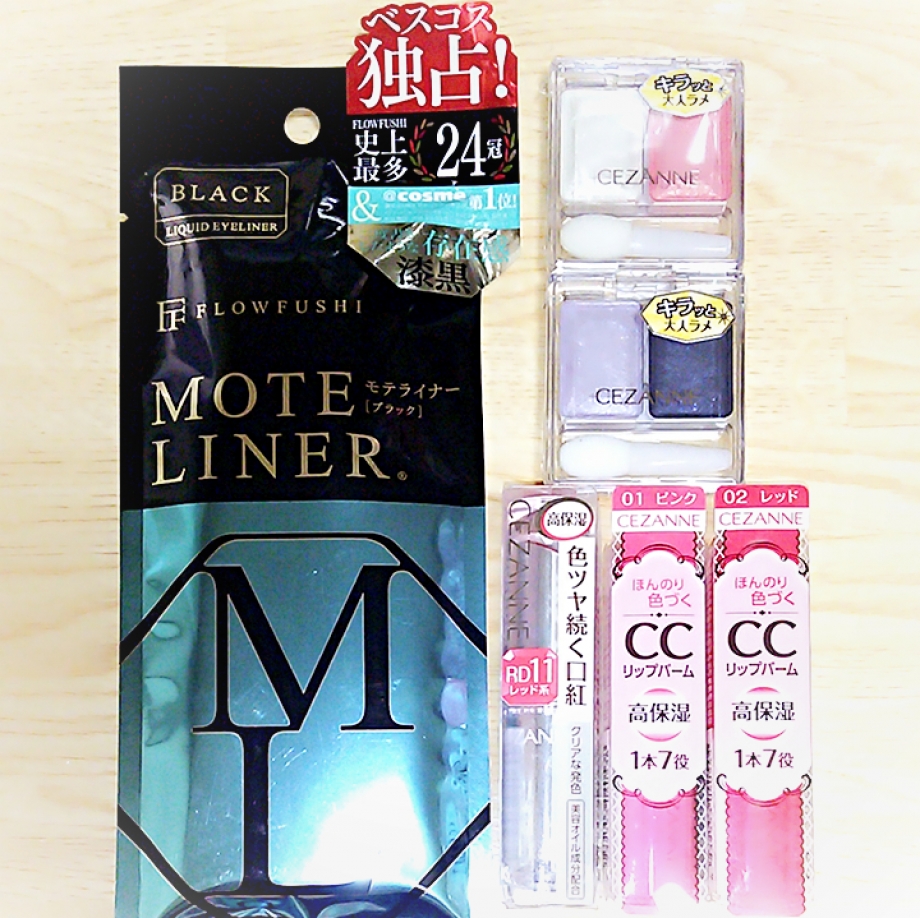 ベスコス
独占!
FLOWFUSHI
史上
最多
24冠
&
@cosme
第1位!
存在感
漆黒
BLACK
LIQUID EYELINER
FLOWFUSHI
MOTE
LINER®
モテライナー
[ブラック]
M
L
キラッと
大人ラメ
CEZANNE
キラッと
大人ラメ
CEZANNE
CEZANNE
高保湿
色ツヤ続く口紅
RD11
レッド系
クリアな発色
美容オイル成分配合
01 ピンク
CEZANNE
ほんのり
色づく
CC
リップバーム
高保湿
1本7役
02 レッド
CEZANNE
ほんのり
色づく
CC
リップバーム
高保湿
1本7役